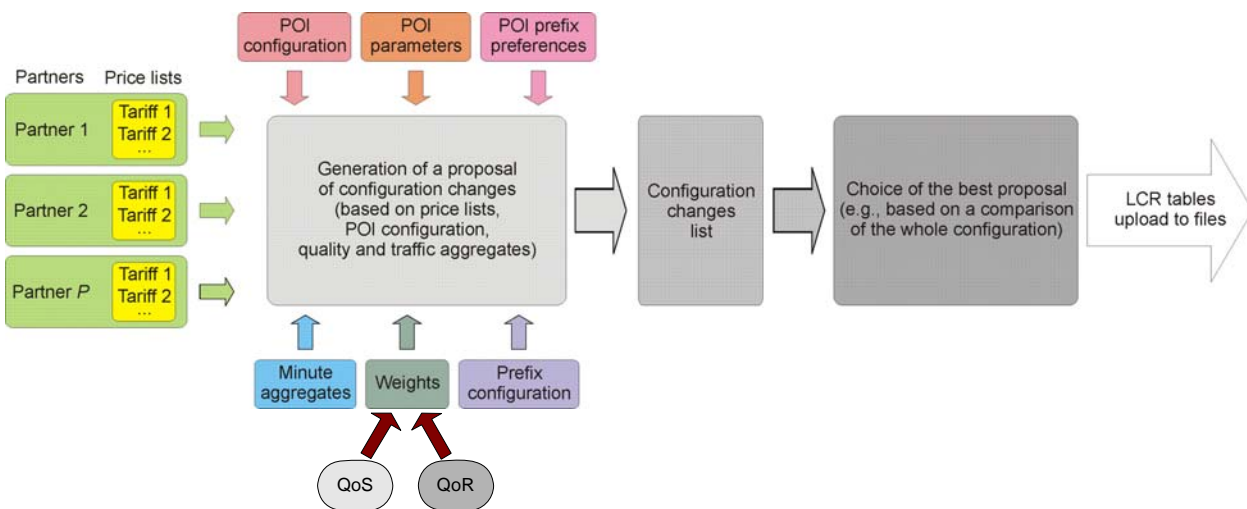 POI
configuration
POI
parameters
POI prefix
preferences
Partners
Price lists
Partner 1
Tariff 1
Tariff 2
...
Partner 2
Tariff 1
Tariff 2
...
Partner P
Tariff 1
Tariff 2
...
Generation of a proposal
of configuration changes
(based on price lists,
POI configuration,
quality and traffic aggregates)
Configuration
changes
list
Choice of the best proposal
(e.g., based on a comparison
of the whole configuration)
LCR tables
upload to files
Minute
aggregates
Weights
Prefix
configuration
QoS
QoR